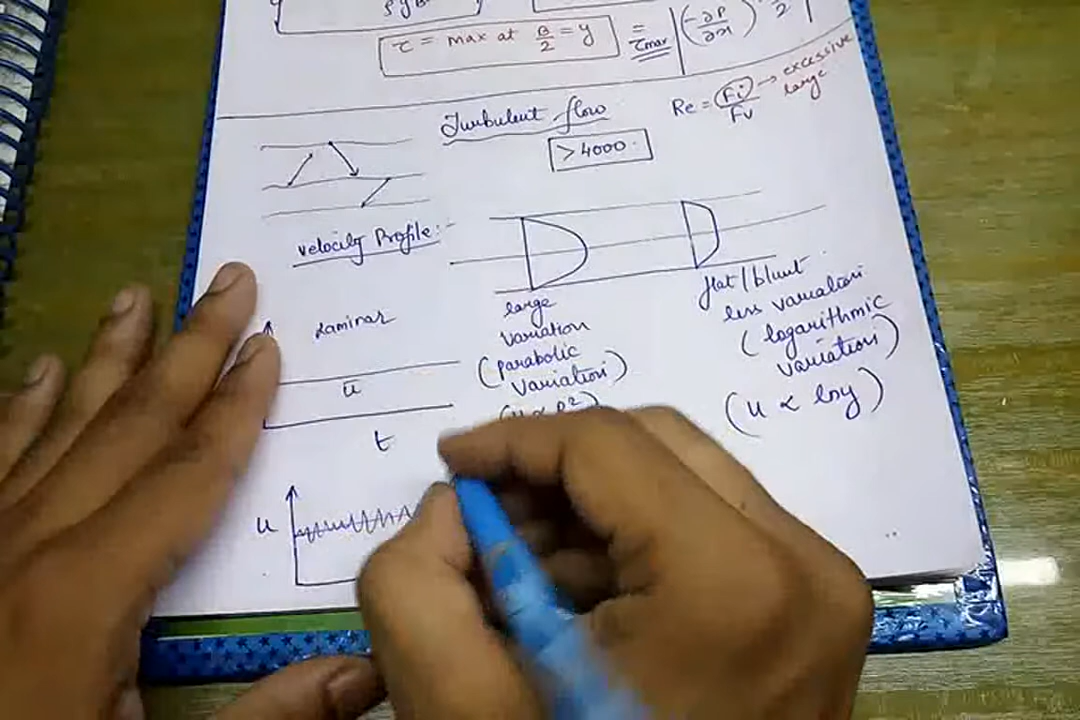 τ = max at B/2 = y = τmax (-∂P/∂x)
Turbulent flow
Re = Fi/Fv → excessive large
>4000
Velocity Profile:-
Laminar
large
variation
(parabolic
variation)
flat/blunt
less variation
(logarithmic
variation)
(u ∝ lny)
ū
t
u